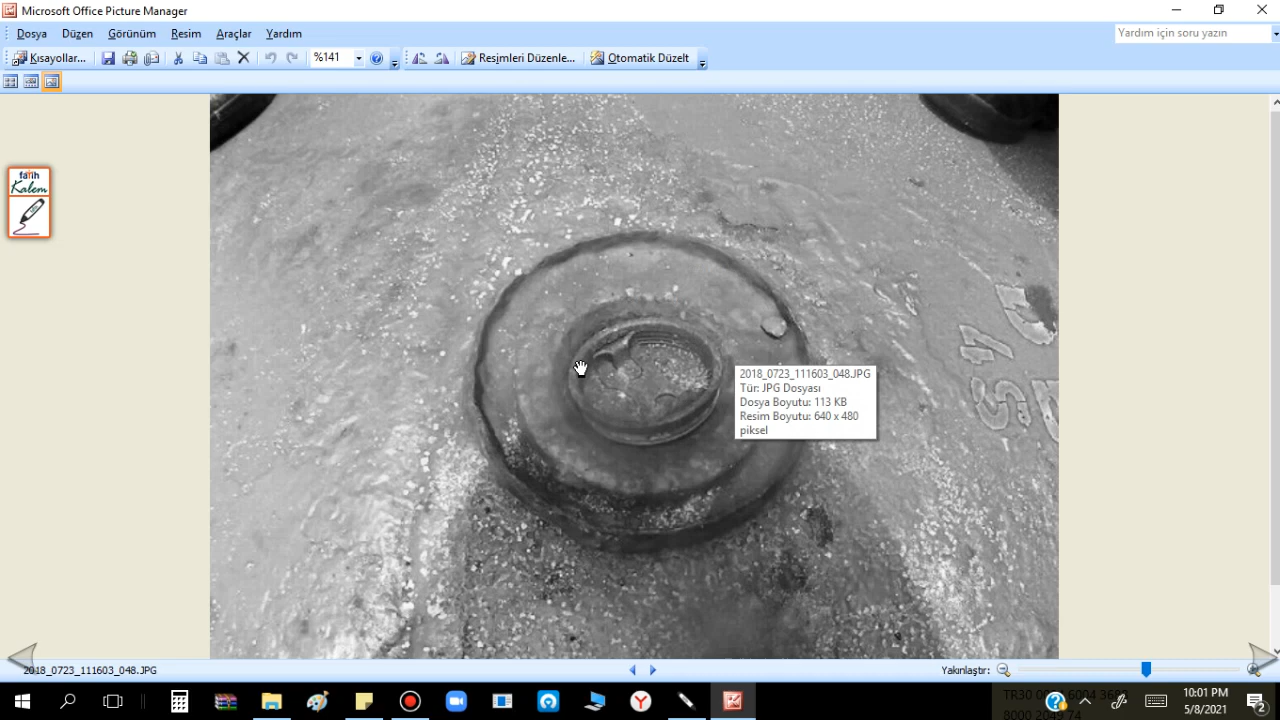 Microsoft Office Picture Manager
Dosya Düzen Görünüm Resim Araçlar Yardım
Yardım için soru yazın
Kısayollar... %141 Resimleri Düzenle... Otomatik Düzelt
fatih
Kalem
2018_0723_111603_048.JPG
Tür: JPG Dosyası
Dosya Boyutu: 113 KB
Resim Boyutu: 640 x 480
piksel
2018_0723_111603_048.JPG
Yakınlaştır:
10:01 PM
5/8/2021
2